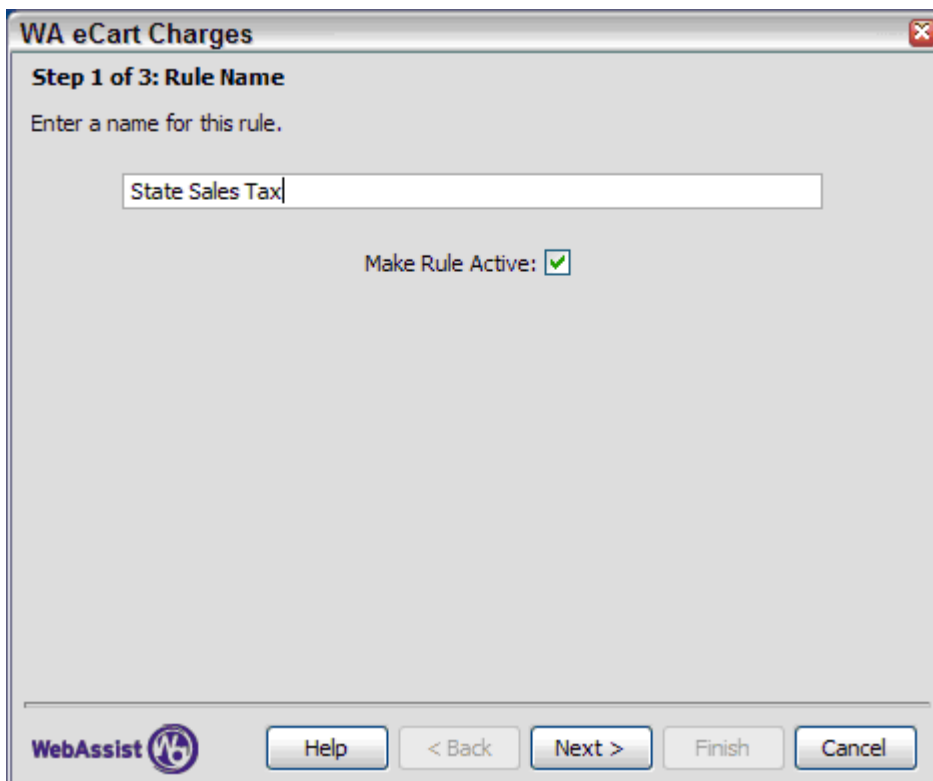 WA eCart Charges
Step 1 of 3: Rule Name
Enter a name for this rule.
State Sales Tax
Make Rule Active:
WebAssist Help < Back Next > Finish Cancel